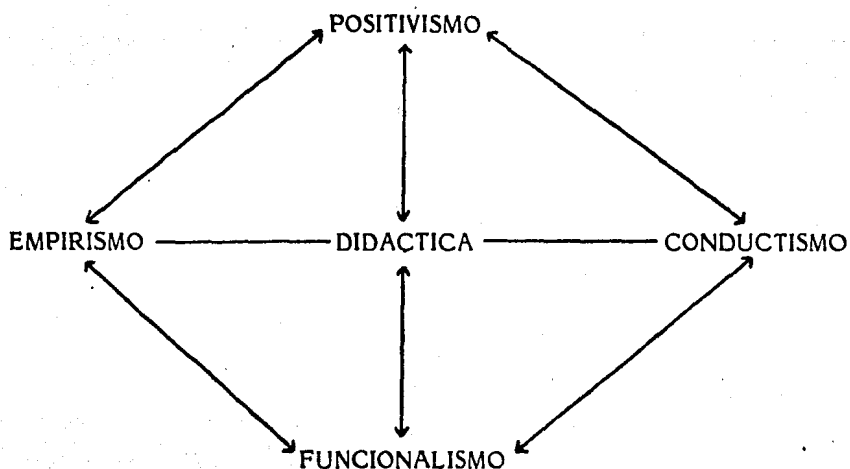 POSITIVISMO
EMPIRISMO DIDACTICA CONDUCTISMO
FUNCIONALISMO